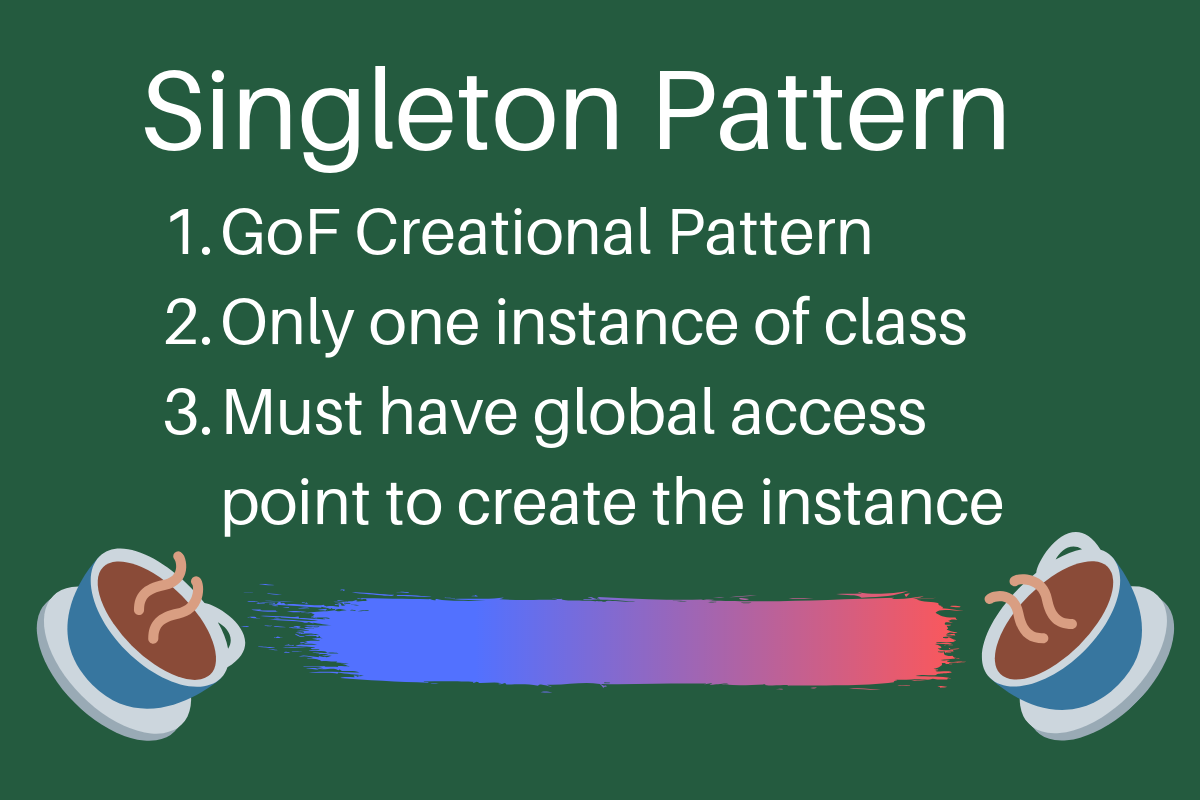 Singleton Pattern
1. GoF Creational Pattern
2. Only one instance of class
3. Must have global access
point to create the instance